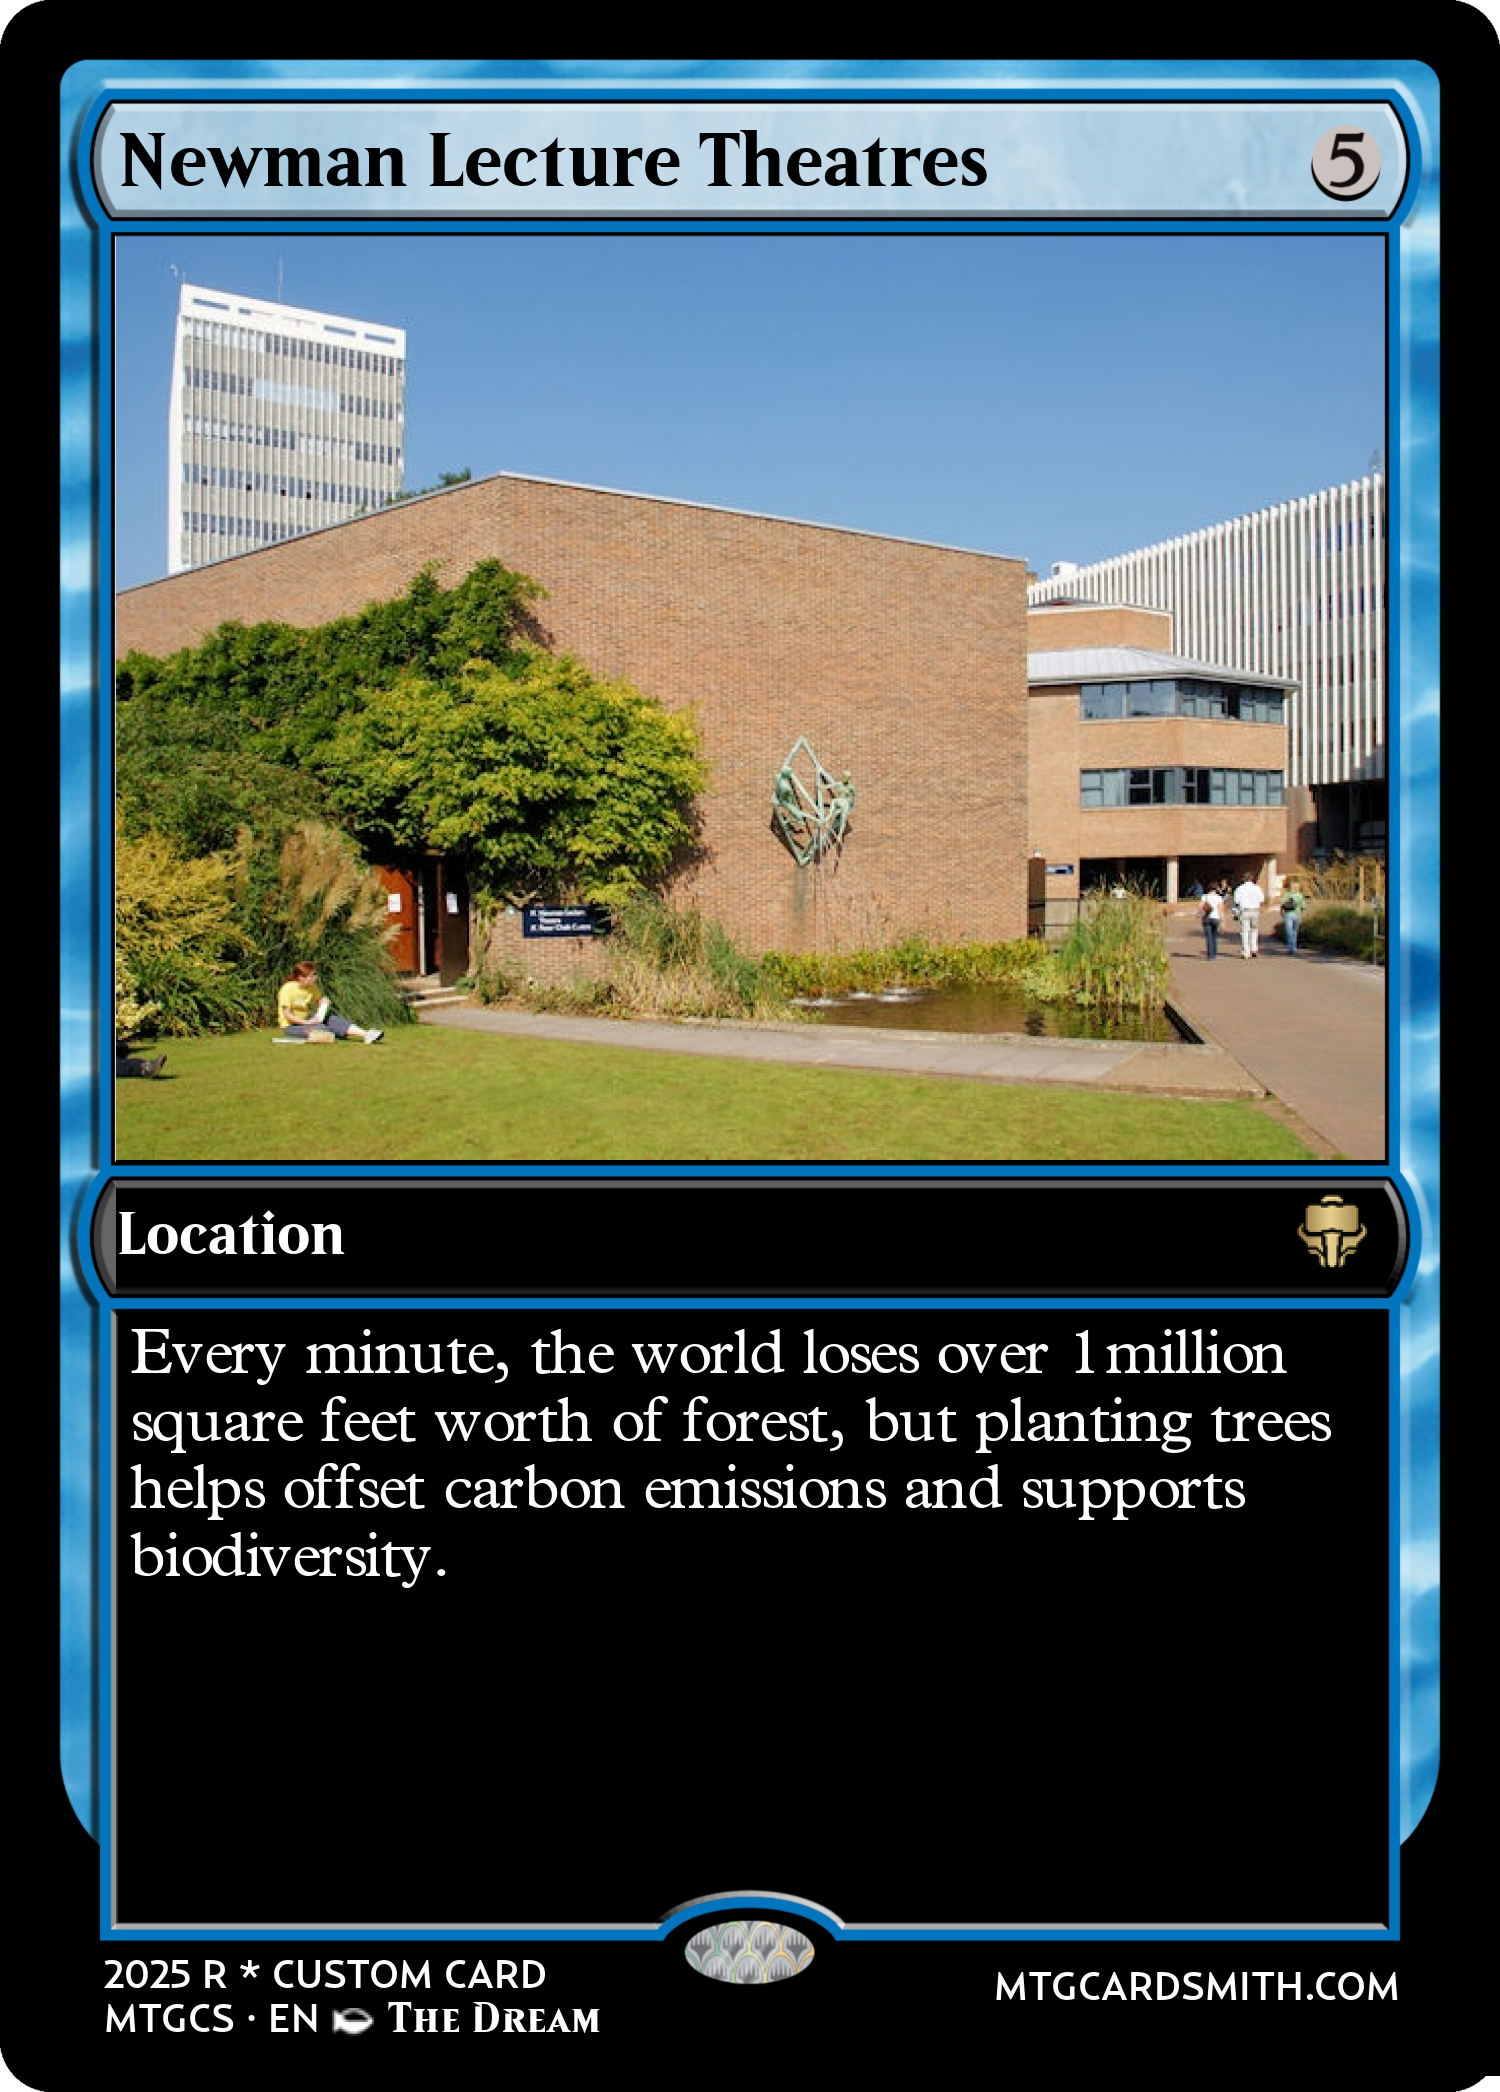 Newman Lecture Theatres 5
Location
Every minute, the world loses over 1 million
square feet worth of forest, but planting trees
helps offset carbon emissions and supports
biodiversity.
2025 R * CUSTOM CARD
MTGCS · EN The Dream
MTGCARDSMITH.COM